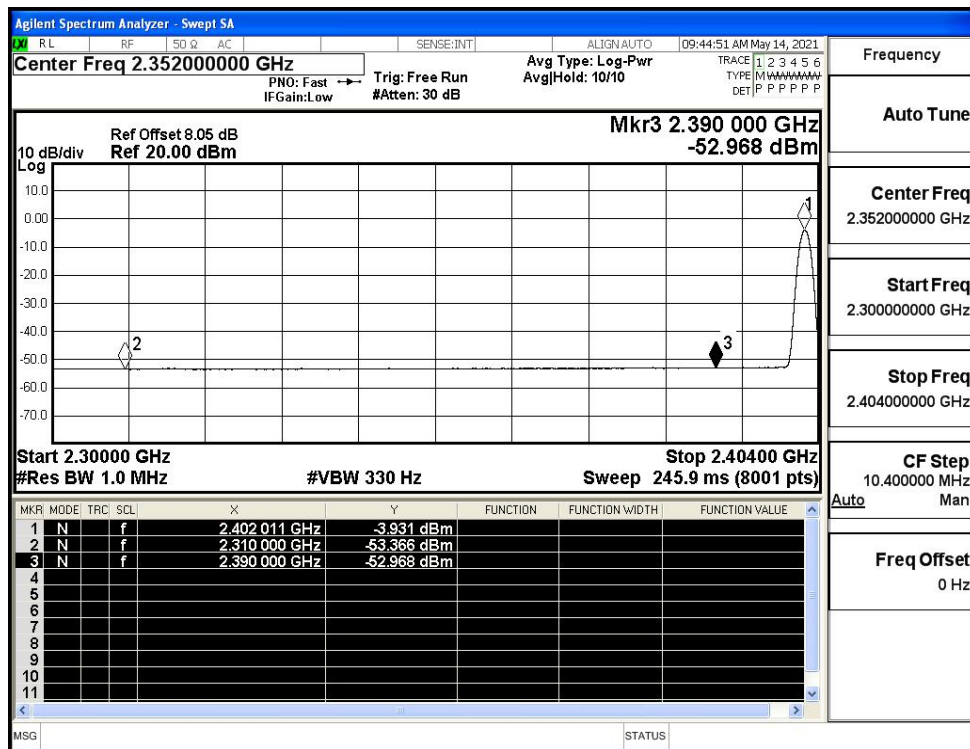 Agilent Spectrum Analyzer - Swept SA
LXI RL RF 50 Ω AC SENSE:INT ALIGNAUTO 09:44:51 AM May 14, 2021
Center Freq 2.352000000 GHz
PNO: Fast
IFGain:Low
Trig: Free Run
#Atten: 30 dB
Avg Type: Log-Pwr
Avg|Hold: 10/10
TRACE 1 2 3 4 5 6
TYPE M WWWWW
DET P P P P P P
Ref Offset 8.05 dB
10 dB/div Ref 20.00 dBm
Log
Mkr3 2.390 000 GHz
-52.968 dBm
10.0
0.00
-10.0
-20.0
-30.0
-40.0
-50.0
-60.0
-70.0
1
2
3
Start 2.30000 GHz Stop 2.40400 GHz
#Res BW 1.0 MHz #VBW 330 Hz Sweep 245.9 ms (8001 pts)
MKR MODE TRC SCL X Y FUNCTION FUNCTION WIDTH FUNCTION VALUE
1 N f 2.402 011 GHz -3.931 dBm
2 N f 2.310 000 GHz -53.366 dBm
3 N f 2.390 000 GHz -52.968 dBm
4
5
6
7
8
9
10
11
MSG STATUS
Frequency
Auto Tune
Center Freq
2.352000000 GHz
Start Freq
2.300000000 GHz
Stop Freq
2.404000000 GHz
CF Step
10.400000 MHz
Auto Man
Freq Offset
0 Hz